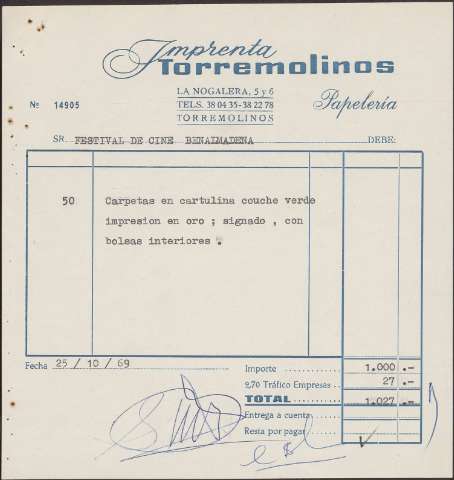 Imprenta
Torremolinos
LA NOGALERA, 5 y 6
Nº 14905
TELS. 38 04 35 - 38 22 78
Papelería
TORREMOLINOS
SR. FESTIVAL DE CINE BENALMADENA DEBE:
50 Carpetas en cartulina couche verde
impresion en oro ; signado , con
bolsas interiores .
Fecha 25 / 10 / 69
Importe 1.000 .-
2,70 Tráfico Empresas 27 .-
TOTAL 1.027 .-
Entrega a cuenta
Resta por pagar